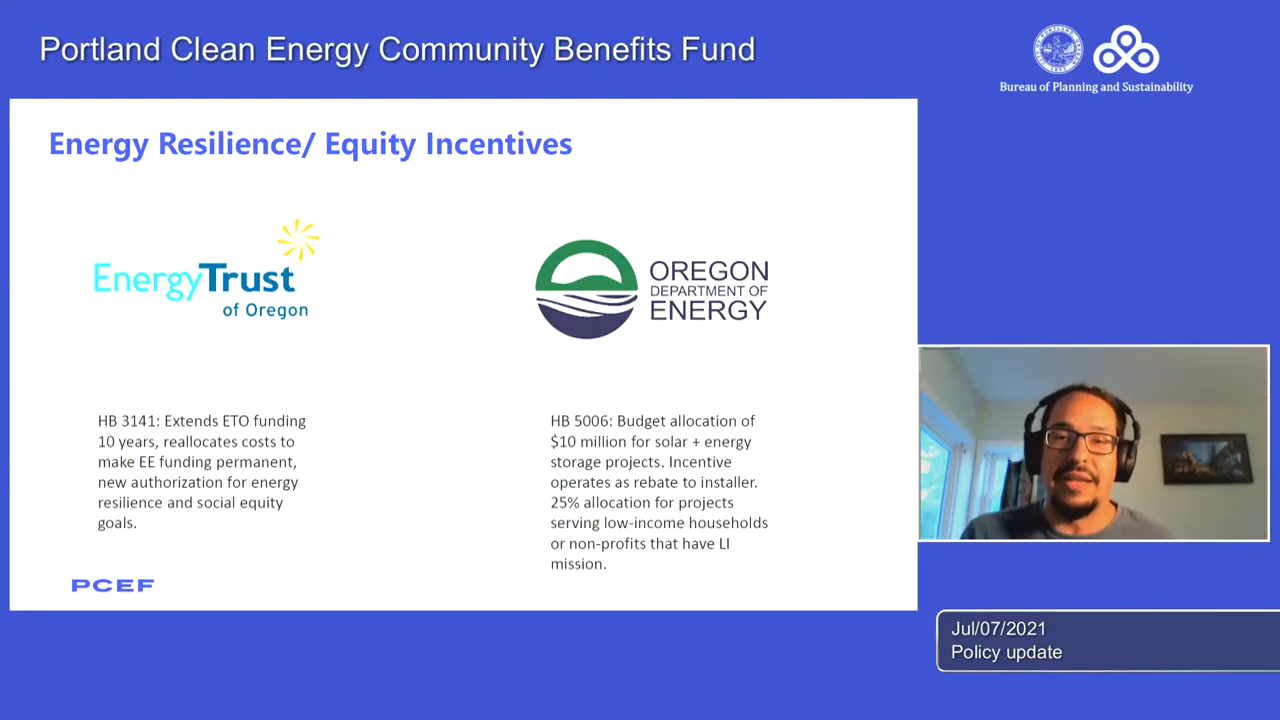 Portland Clean Energy Community Benefits Fund
Bureau of Planning and Sustainability
Energy Resilience/ Equity Incentives
EnergyTrust
of Oregon
OREGON
DEPARTMENT OF
ENERGY
HB 3141: Extends ETO funding
10 years, reallocates costs to
make EE funding permanent,
new authorization for energy
resilience and social equity
goals.
HB 5006: Budget allocation of
$10 million for solar + energy
storage projects. Incentive
operates as rebate to installer.
25% allocation for projects
serving low-income households
or non-profits that have LI
mission.
PCEF
Jul/07/2021
Policy update